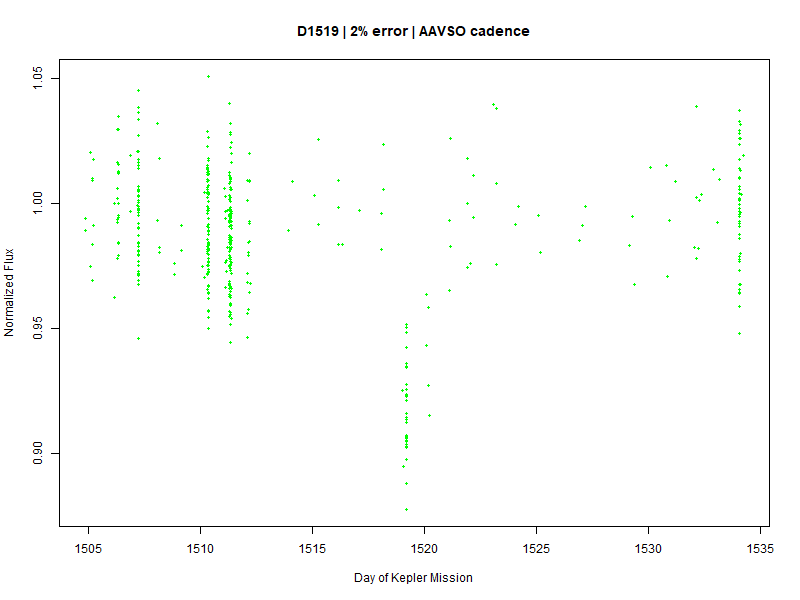 D1519 | 2% error | AAVSO cadence
1.05
1.00
0.95
0.90
Normalized Flux
1505 1510 1515 1520 1525 1530 1535
Day of Kepler Mission